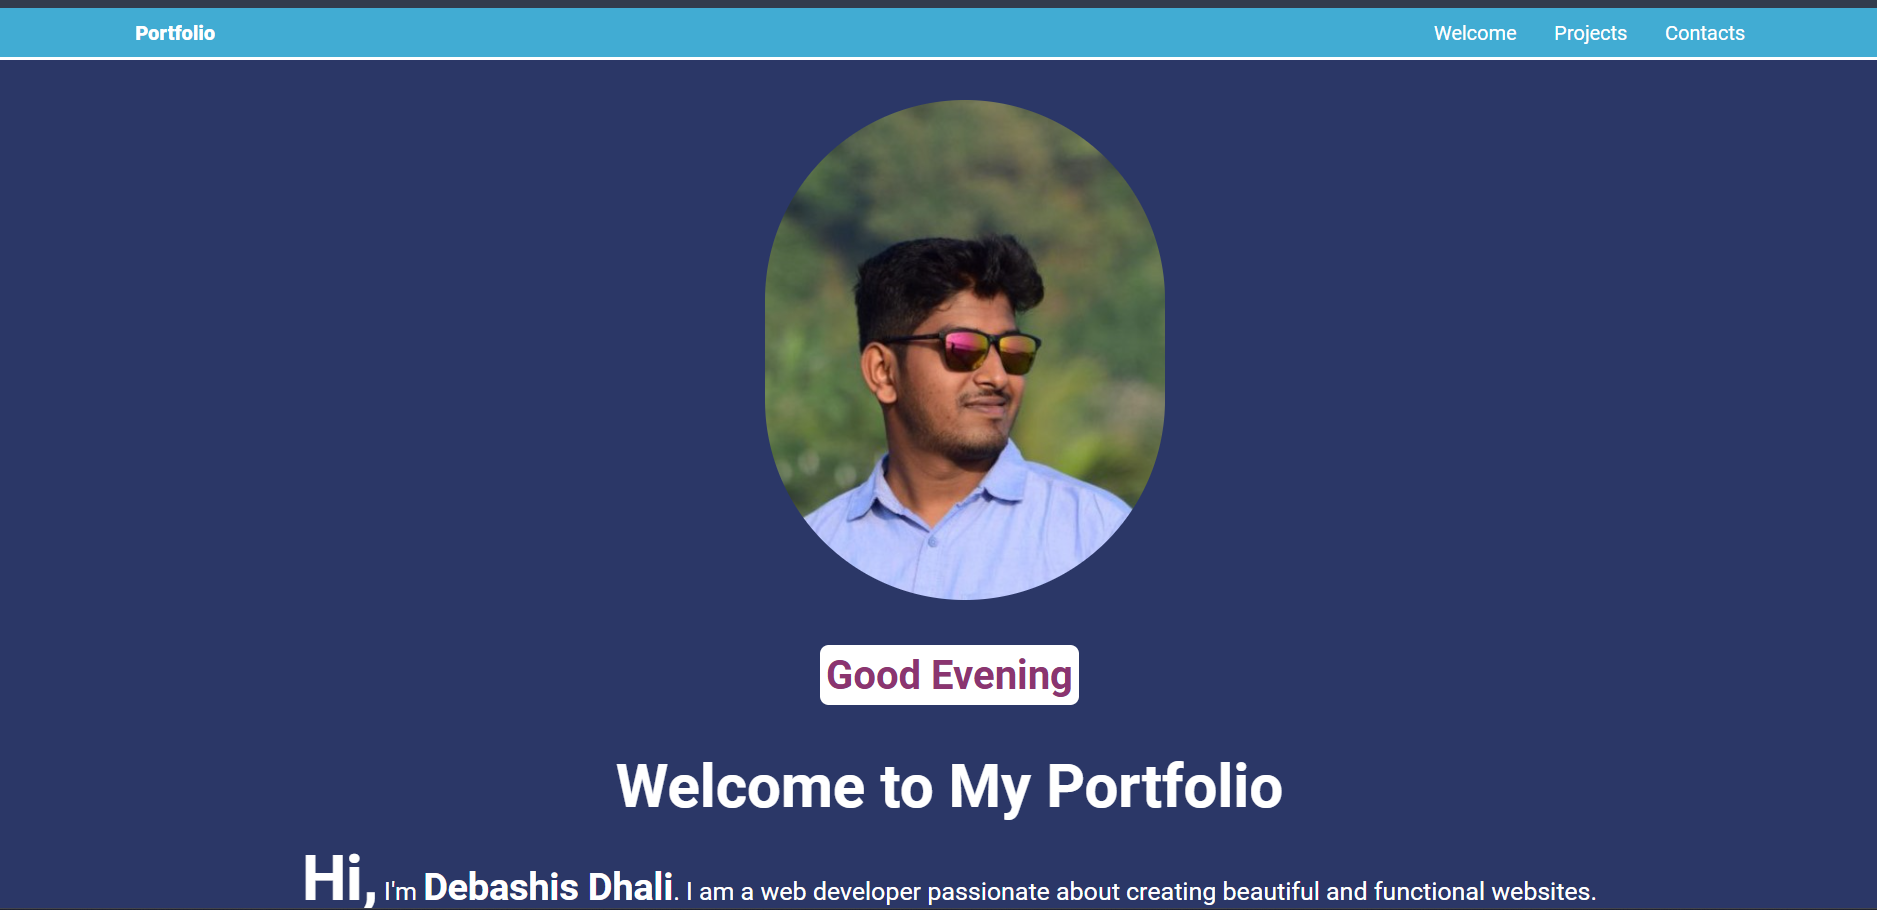 Portfolio Welcome Projects Contacts
Good Evening
Welcome to My Portfolio
Hi, I'm Debashis Dhali. I am a web developer passionate about creating beautiful and functional websites.